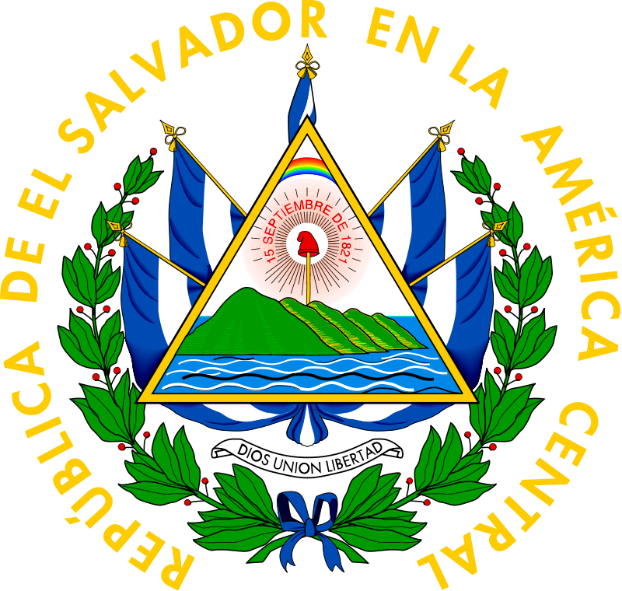 REPÚBLICA DE EL SALVADOR EN LA AMÉRICA CENTRAL
15 SEPTIEMBRE DE 1821
DIOS UNION LIBERTAD